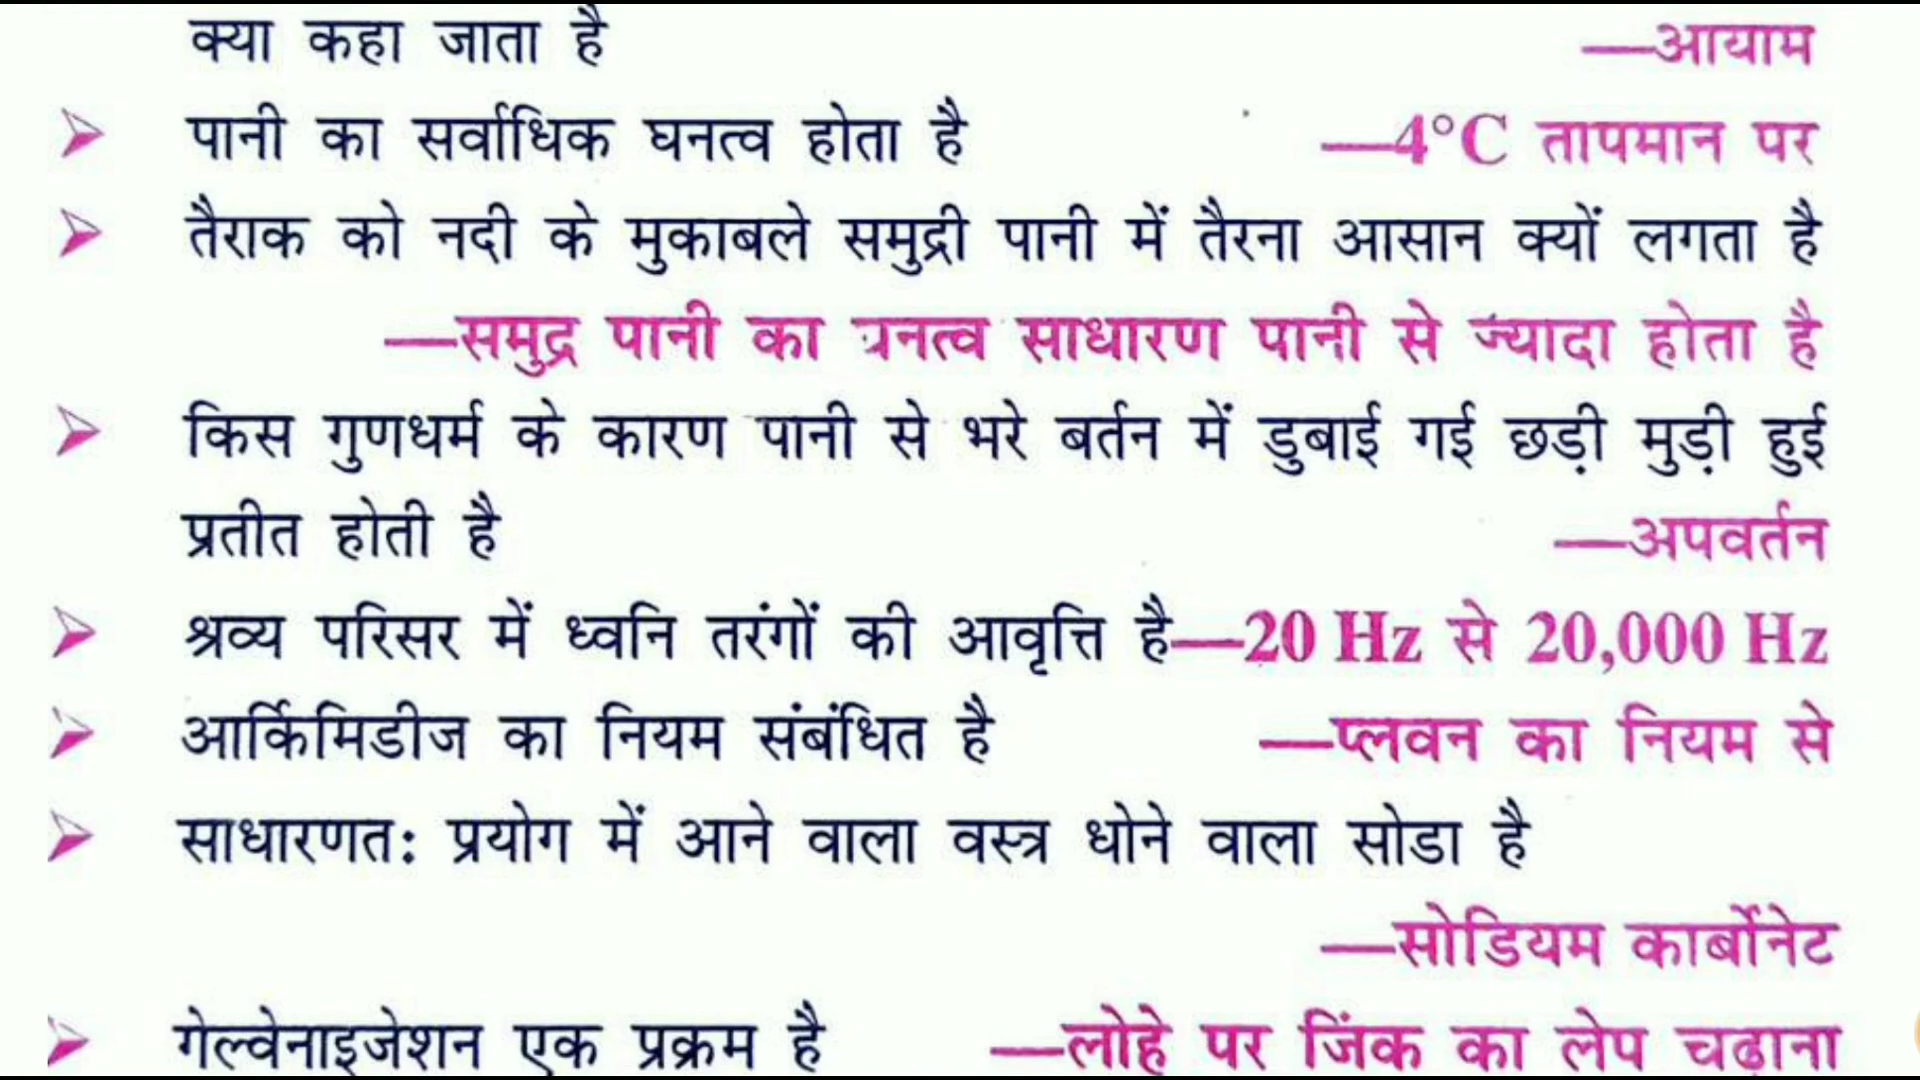 क्या कहा जाता है —आयाम
पानी का सर्वाधिक घनत्व होता है —4°C तापमान पर
तैराक को नदी के मुकाबले समुद्री पानी में तैरना आसान क्यों लगता है
—समुद्र पानी का घनत्व साधारण पानी से ज्यादा होता है
किस गुणधर्म के कारण पानी से भरे बर्तन में डुबाई गई छड़ी मुड़ी हुई
प्रतीत होती है —अपवर्तन
श्रव्य परिसर में ध्वनि तरंगों की आवृत्ति है—20 Hz से 20,000 Hz
आर्किमिडीज का नियम संबंधित है —प्लवन का नियम से
साधारणतः प्रयोग में आने वाला वस्त्र धोने वाला सोडा है
—सोडियम कार्बोनेट
गेल्वेनाइजेशन एक प्रक्रम है —लोहे पर जिंक का लेप चढ़ाना